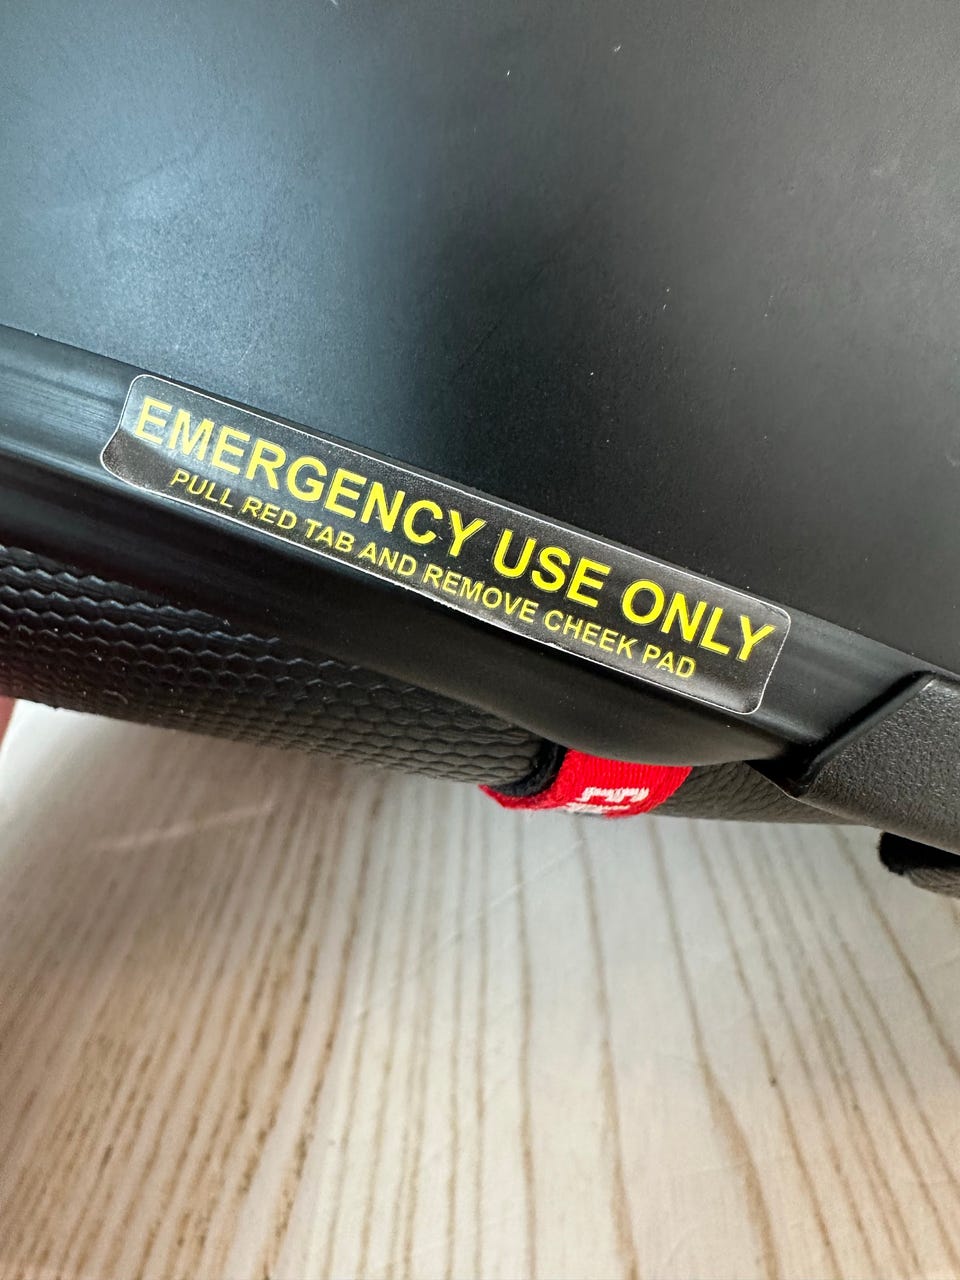 EMERGENCY USE ONLY
PULL RED TAB AND REMOVE CHEEK PAD